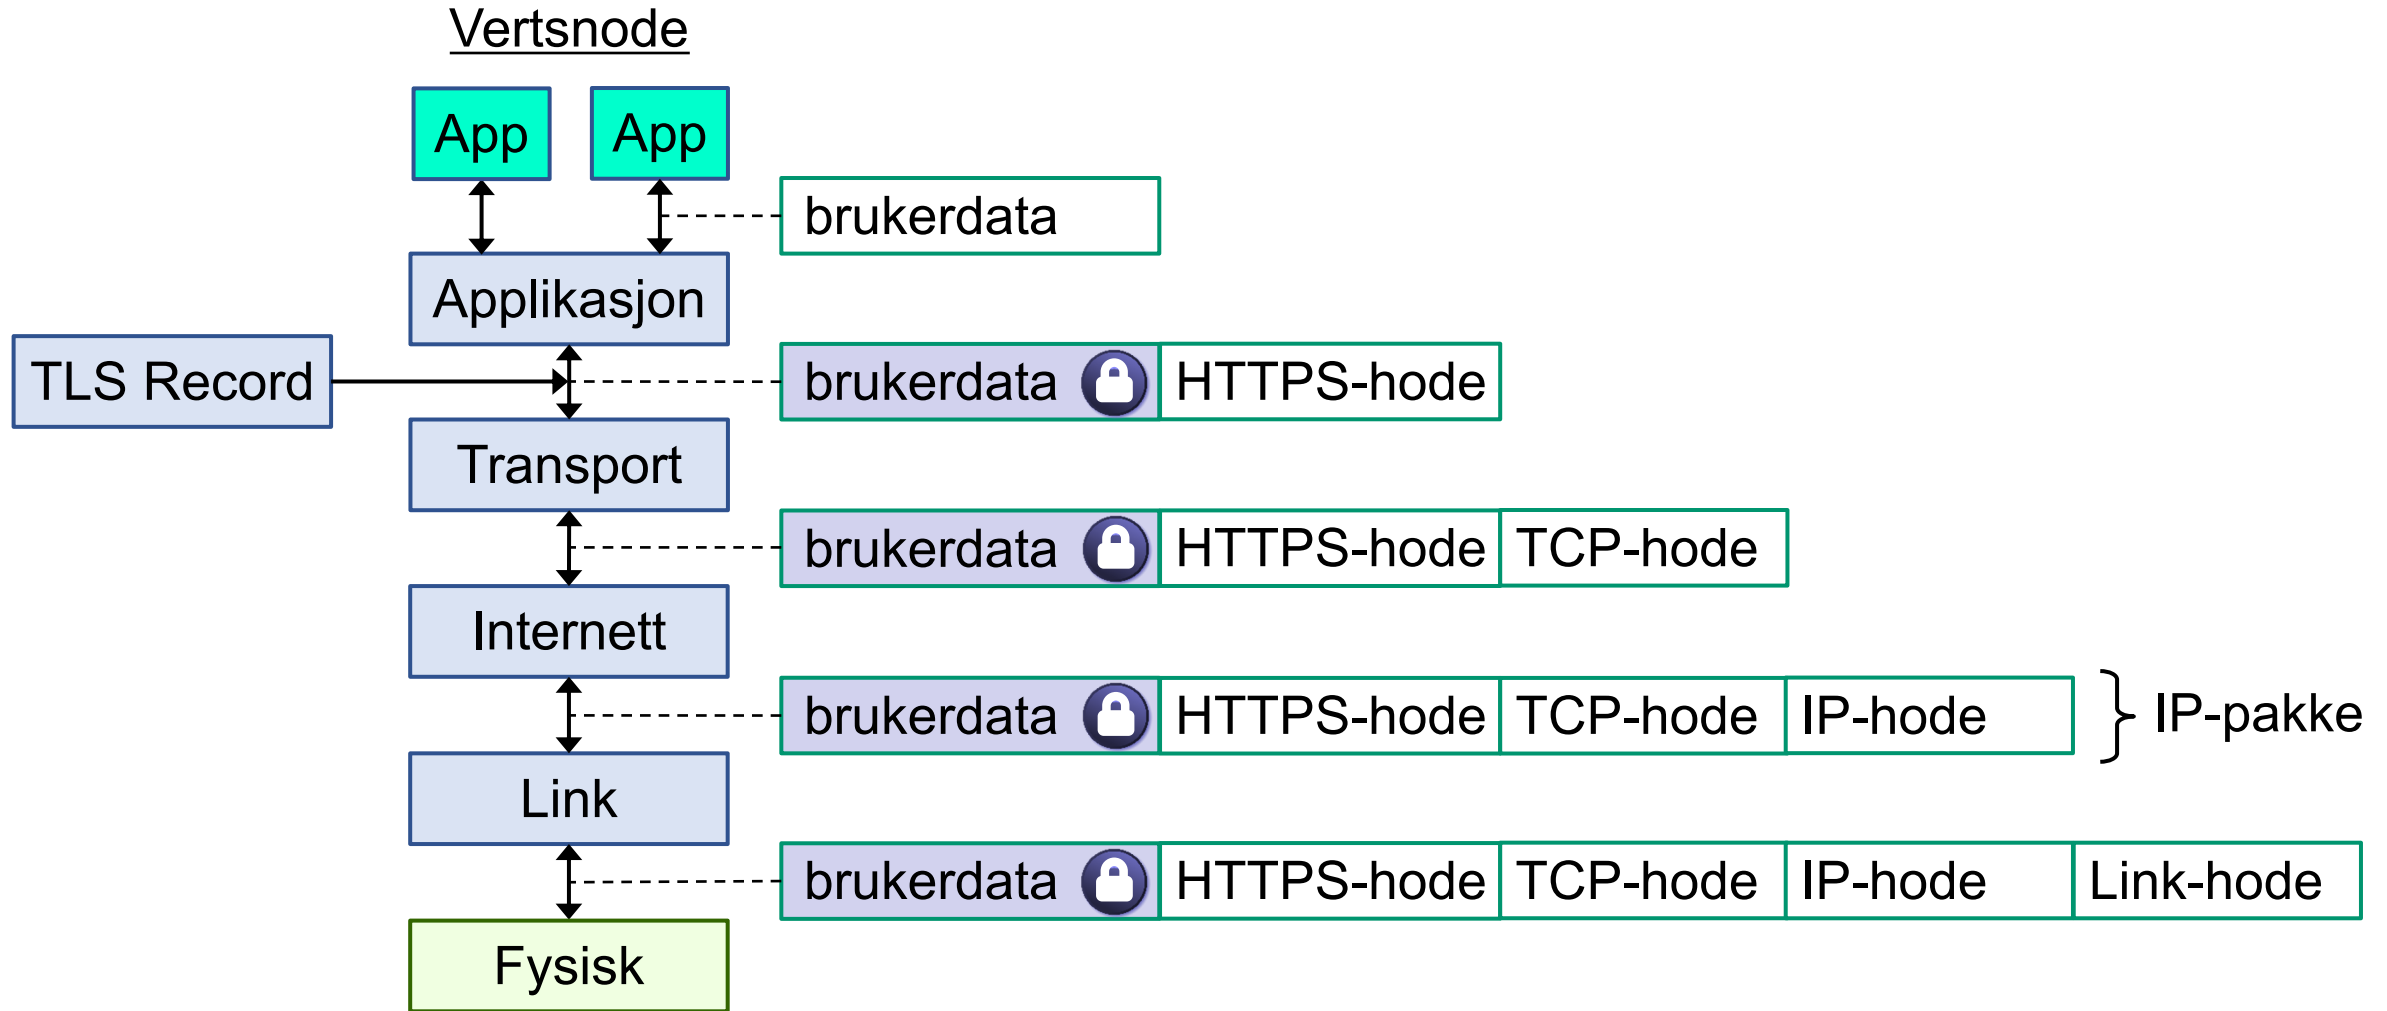 Vertsnode
App App
brukerdata
Applikasjon
TLS Record
brukerdata HTTPS-hode
Transport
brukerdata HTTPS-hode TCP-hode
Internett
brukerdata HTTPS-hode TCP-hode IP-hode IP-pakke
Link
brukerdata HTTPS-hode TCP-hode IP-hode Link-hode
Fysisk